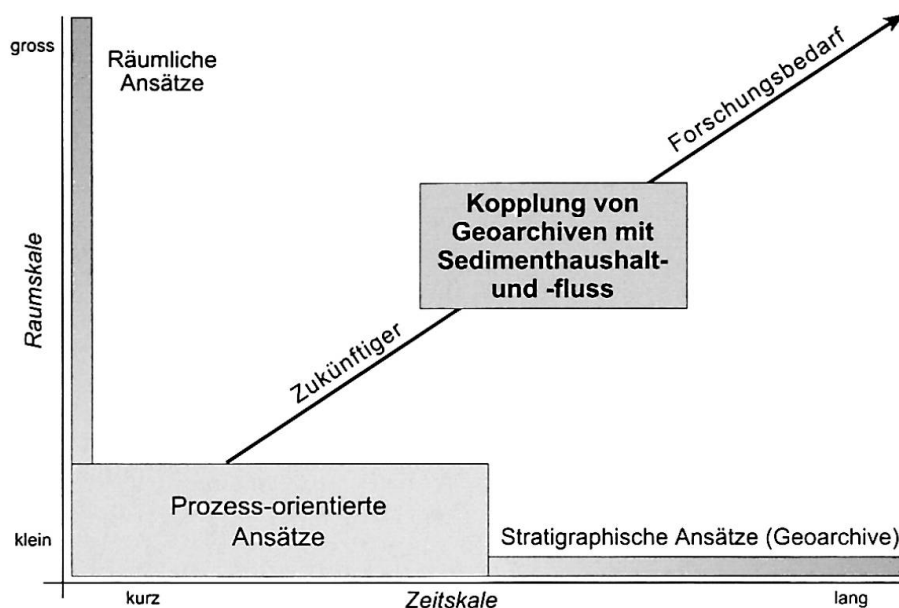 gross
Räumliche
Ansätze
Forschungsbedarf
Kopplung von
Geoarchiven mit
Sedimenthaushalt-
und -fluss
Raumskale
Zukünftiger
Prozess-orientierte
Ansätze
klein
Stratigraphische Ansätze (Geoarchive)
kurz
Zeitskale
lang